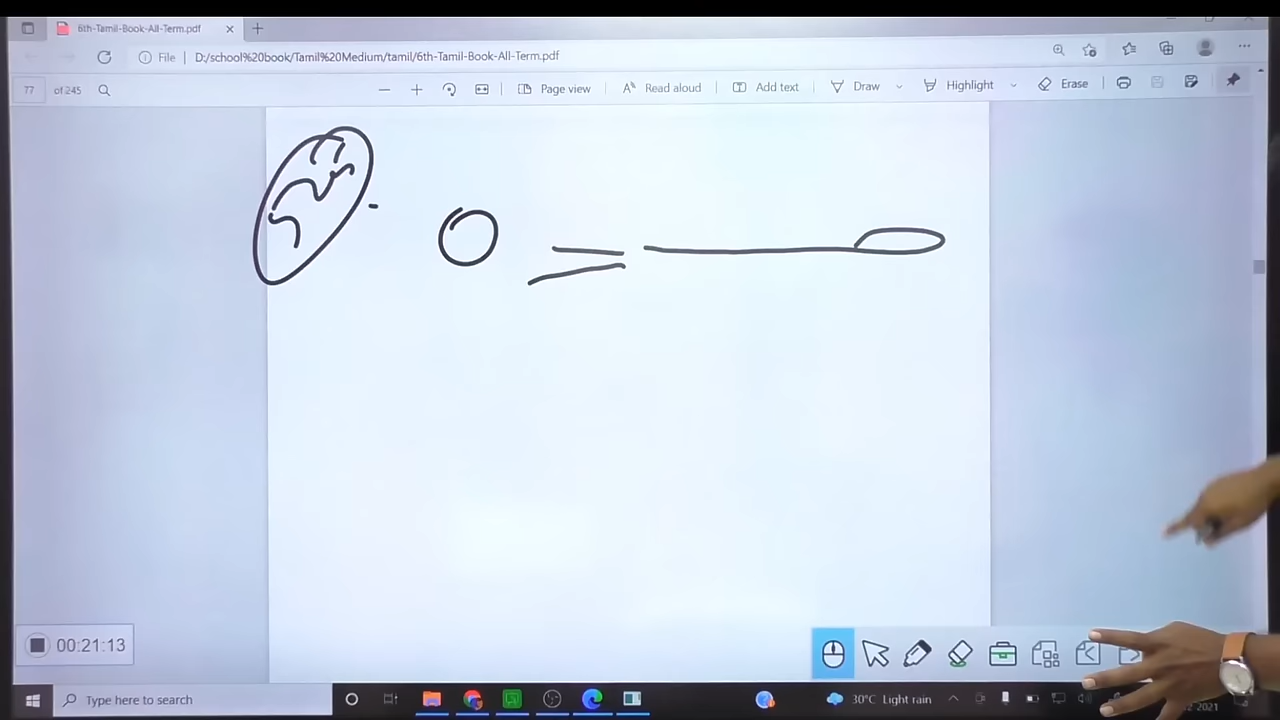 6th-Tamil-Book-All-Term.pdf
File | D:/school%20book/Tamil%20Medium/tamil/6th-Tamil-Book-All-Term.pdf
77 of 245 Page view Read aloud Add text Draw Highlight Erase
00:21:13
Type here to search 30°C Light rain